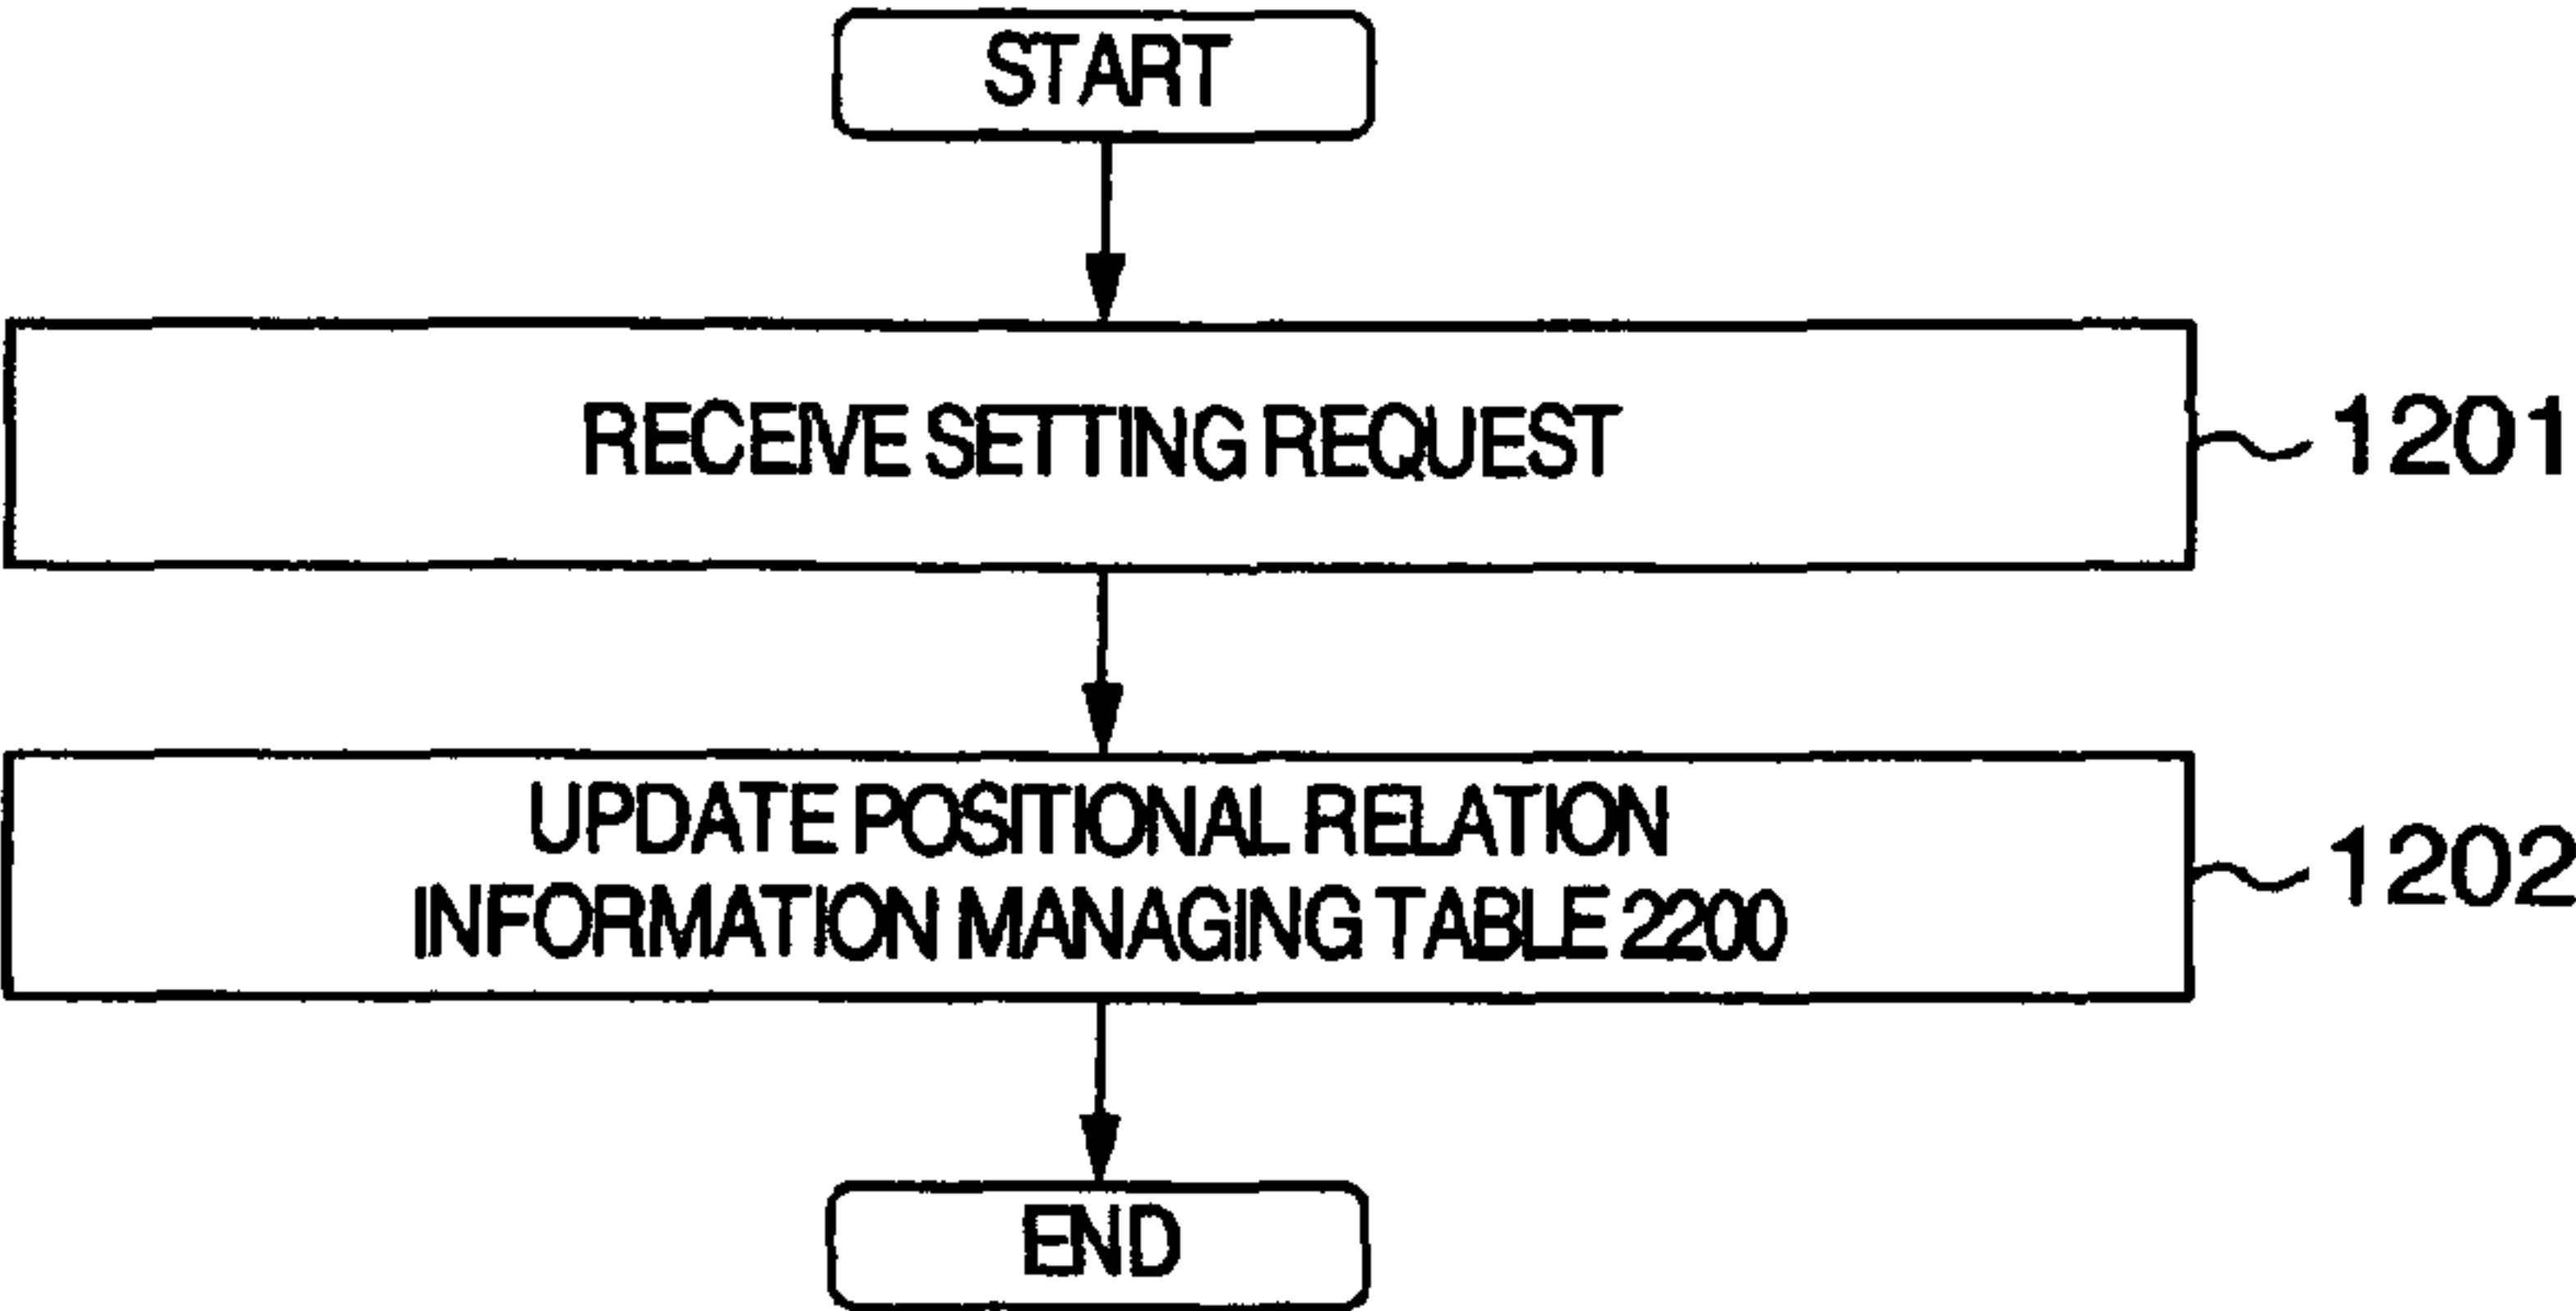 START
RECEIVE SETTING REQUEST
1201
UPDATE POSITIONAL RELATION
INFORMATION MANAGING TABLE 2200
1202
END